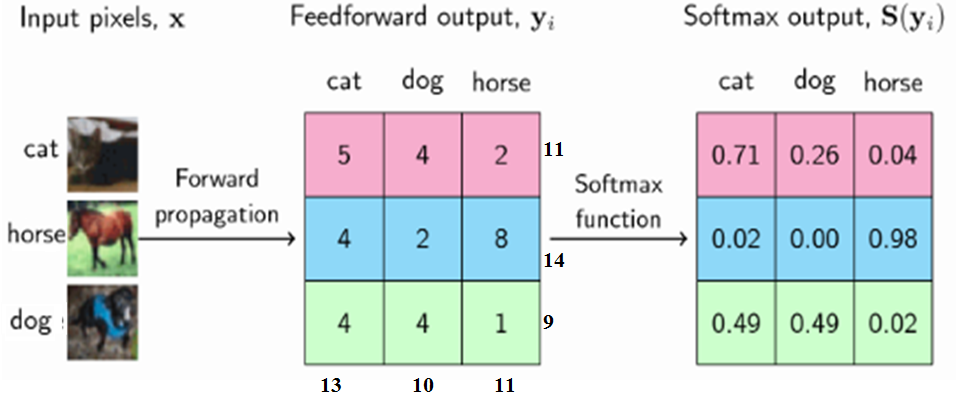 Input pixels, x
Feedforward output, yᵢ
Softmax output, S(yᵢ)
cat dog horse
cat dog horse
cat
5 4 2 11
0.71 0.26 0.04
Forward
propagation
Softmax
function
horse
4 2 8 14
0.02 0.00 0.98
dog
4 4 1 9
0.49 0.49 0.02
13 10 11